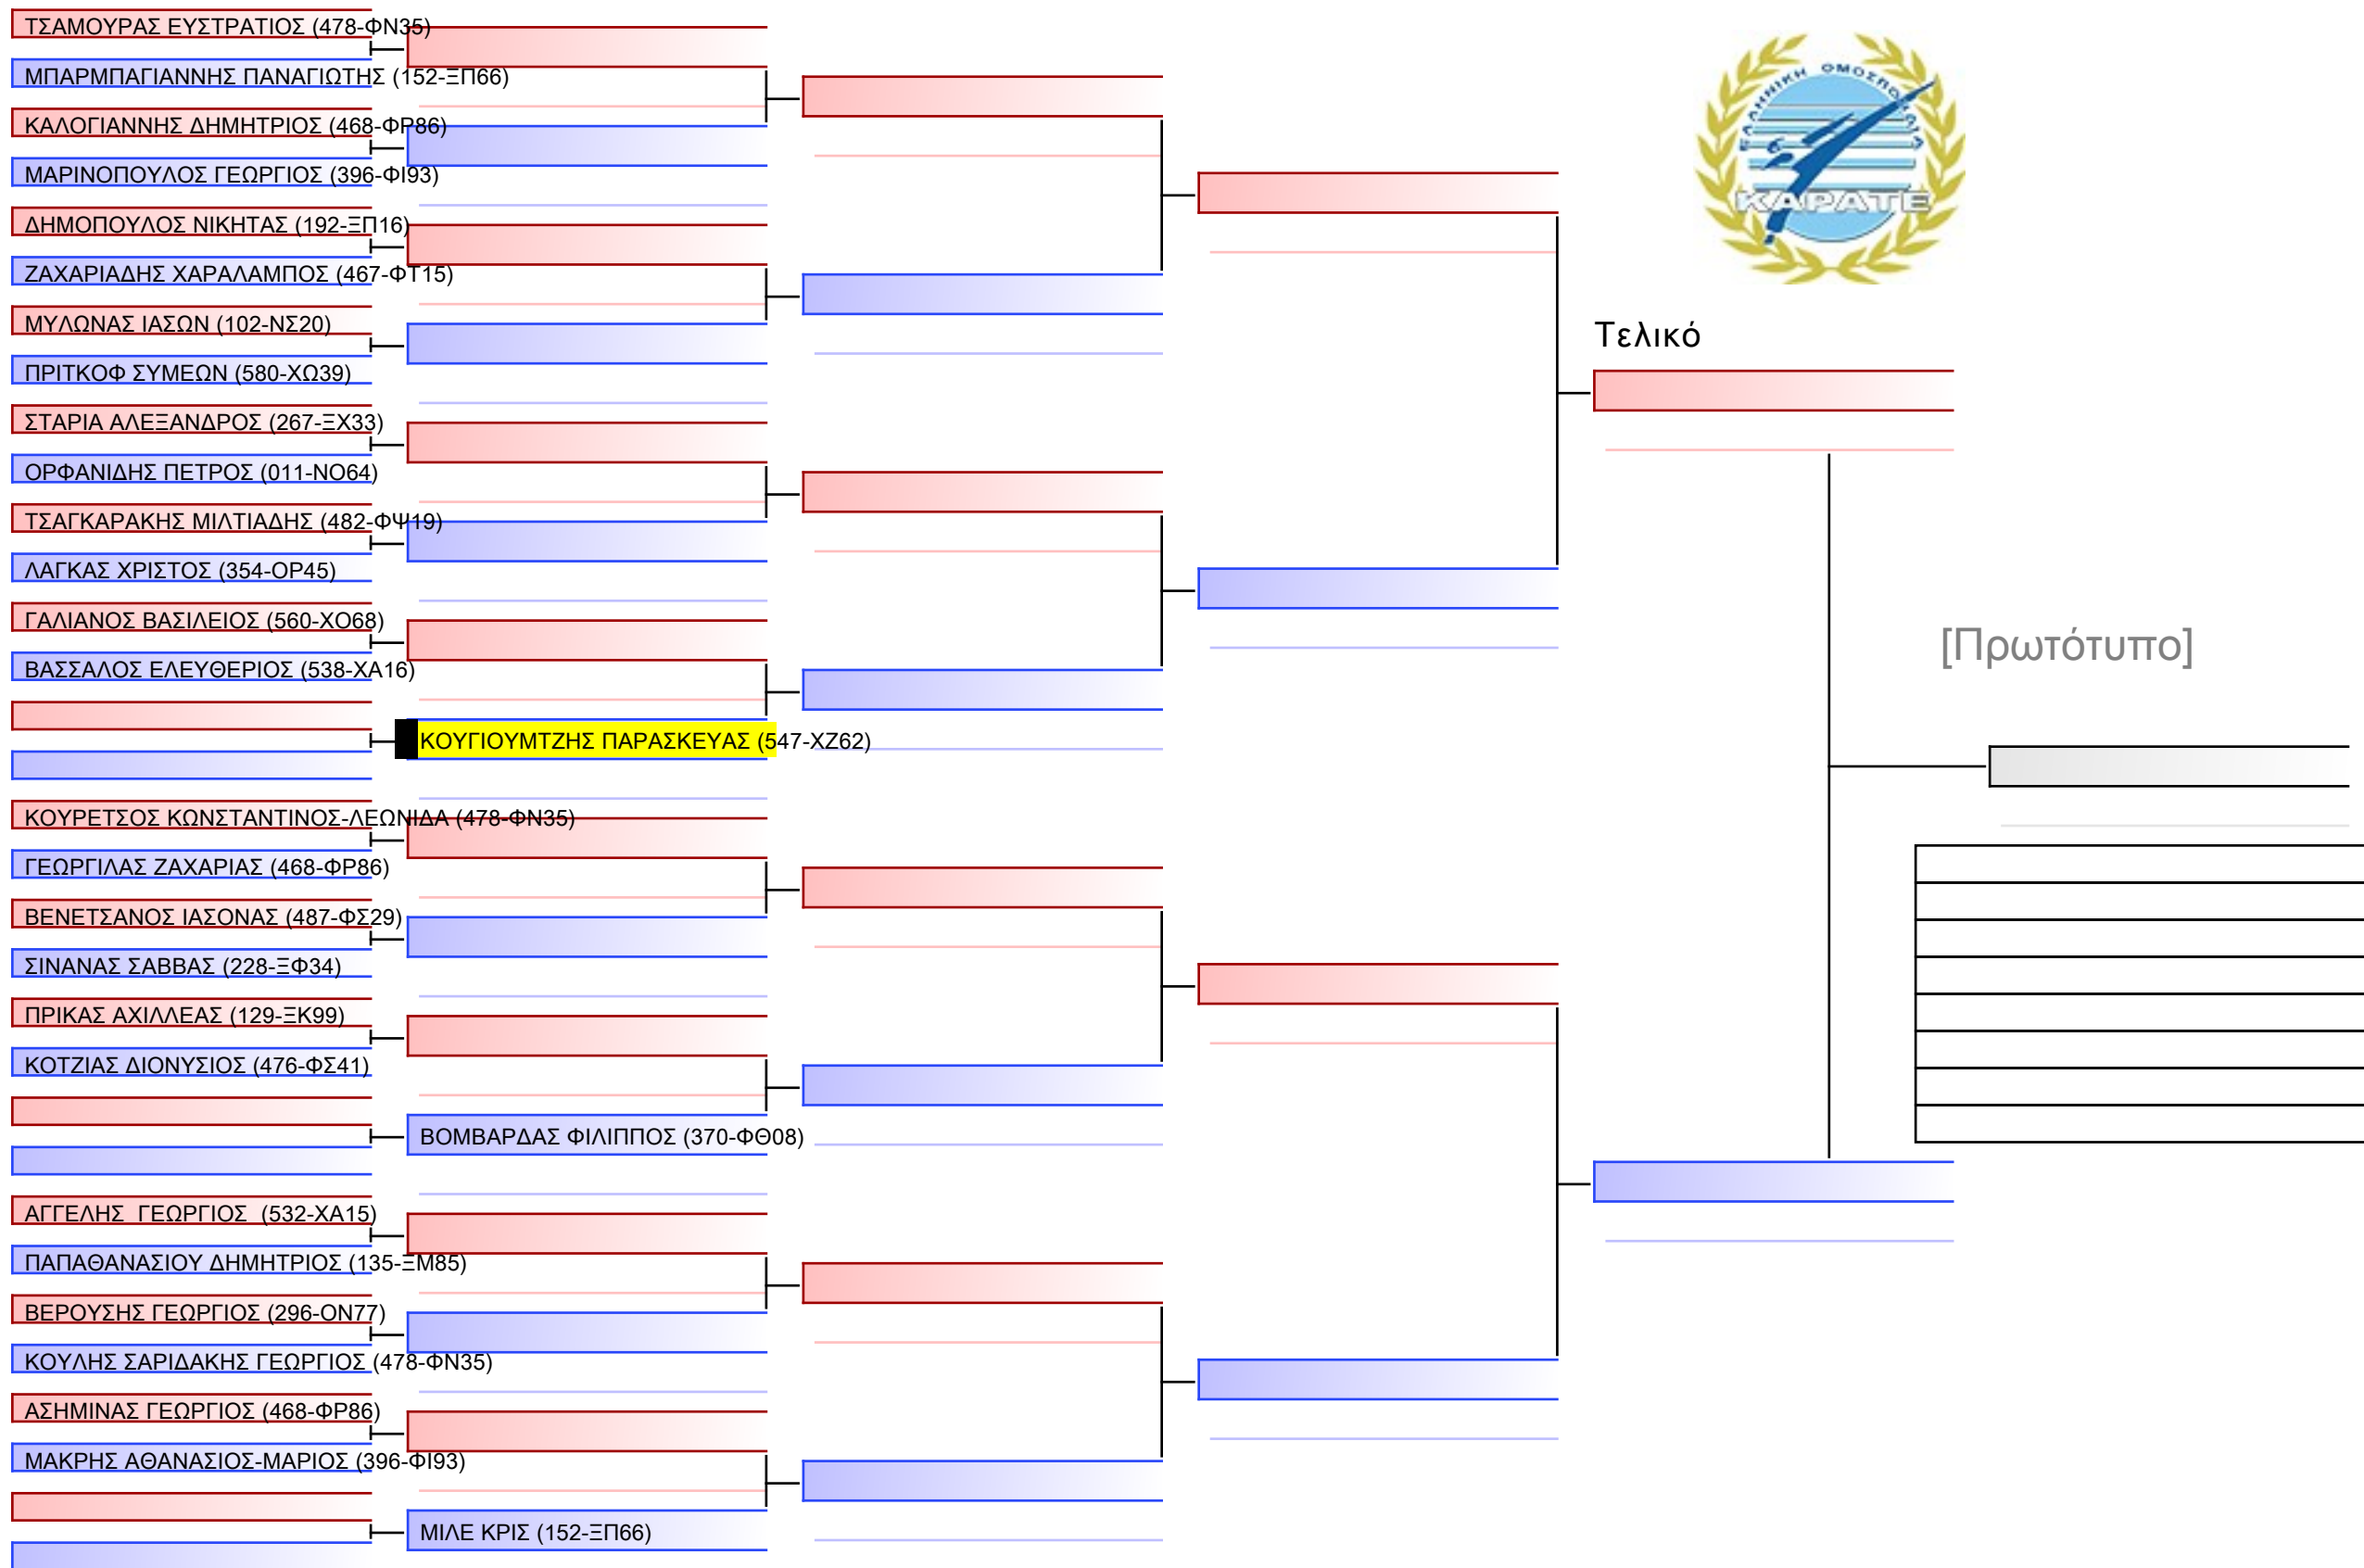 ΤΣΑΜΟΥΡΑΣ ΕΥΣΤΡΑΤΙΟΣ (478-ΦΝ35)
ΜΠΑΡΜΠΑΓΙΑΝΝΗΣ ΠΑΝΑΓΙΩΤΗΣ (152-ΞΠ66)
ΚΑΛΟΓΙΑΝΝΗΣ ΔΗΜΗΤΡΙΟΣ (468-ΦΡ86)
ΜΑΡΙΝΟΠΟΥΛΟΣ ΓΕΩΡΓΙΟΣ (396-ΦΙ93)
ΔΗΜΟΠΟΥΛΟΣ ΝΙΚΗΤΑΣ (192-ΞΠ16)
ΖΑΧΑΡΙΑΔΗΣ ΧΑΡΑΛΑΜΠΟΣ (467-ΦΤ15)
ΜΥΛΩΝΑΣ ΙΑΣΩΝ (102-ΝΣ20)
ΠΡΙΤΚΟΦ ΣΥΜΕΩΝ (580-ΧΩ39)
ΣΤΑΡΙΑ ΑΛΕΞΑΝΔΡΟΣ (267-ΞΧ33)
ΟΡΦΑΝΙΔΗΣ ΠΕΤΡΟΣ (011-ΝΟ64)
ΤΣΑΓΚΑΡΑΚΗΣ ΜΙΛΤΙΑΔΗΣ (482-ΦΨ19)
ΛΑΓΚΑΣ ΧΡΙΣΤΟΣ (354-ΟΡ45)
ΓΑΛΙΑΝΟΣ ΒΑΣΙΛΕΙΟΣ (560-ΧΟ68)
ΒΑΣΣΑΛΟΣ ΕΛΕΥΘΕΡΙΟΣ (538-ΧΑ16)
ΚΟΥΓΙΟΥΜΤΖΗΣ ΠΑΡΑΣΚΕΥΑΣ (547-ΧΖ62)
ΚΟΥΡΕΤΣΟΣ ΚΩΝΣΤΑΝΤΙΝΟΣ-ΛΕΩΝΙΔΑ (478-ΦΝ35)
ΓΕΩΡΓΙΛΑΣ ΖΑΧΑΡΙΑΣ (468-ΦΡ86)
ΒΕΝΕΤΣΑΝΟΣ ΙΑΣΟΝΑΣ (487-ΦΣ29)
ΣΙΝΑΝΑΣ ΣΑΒΒΑΣ (228-ΞΦ34)
ΠΡΙΚΑΣ ΑΧΙΛΛΕΑΣ (129-ΞΚ99)
ΚΟΤΖΙΑΣ ΔΙΟΝΥΣΙΟΣ (476-ΦΣ41)
ΒΟΜΒΑΡΔΑΣ ΦΙΛΙΠΠΟΣ (370-ΦΘ08)
ΑΓΓΕΛΗΣ  ΓΕΩΡΓΙΟΣ  (532-ΧΑ15)
ΠΑΠΑΘΑΝΑΣΙΟΥ ΔΗΜΗΤΡΙΟΣ (135-ΞΜ85)
ΒΕΡΟΥΣΗΣ ΓΕΩΡΓΙΟΣ (296-ΟΝ77)
ΚΟΥΛΗΣ ΣΑΡΙΔΑΚΗΣ ΓΕΩΡΓΙΟΣ (478-ΦΝ35)
ΑΣΗΜΙΝΑΣ ΓΕΩΡΓΙΟΣ (468-ΦΡ86)
ΜΑΚΡΗΣ ΑΘΑΝΑΣΙΟΣ-ΜΑΡΙΟΣ (396-ΦΙ93)
ΜΙΛΕ ΚΡΙΣ (152-ΞΠ66)
ΕΛΛΗΝΙΚΗ ΟΜΟΣΠΟΝΔΙΑ
ΚΑΡΑΤΕ
Τελικό
[Πρωτότυπο]